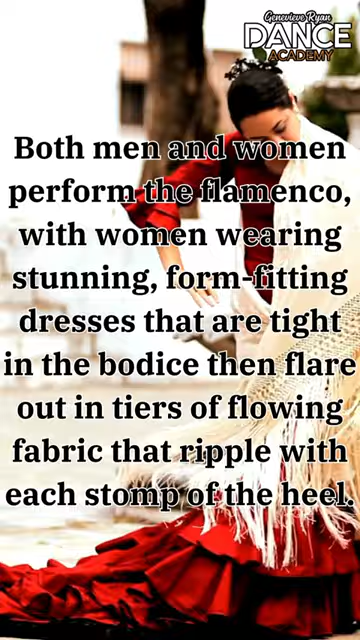 Genevieve Ryan
DANCE
ACADEMY
Both men and women
perform the flamenco,
with women wearing
stunning, form-fitting
dresses that are tight
in the bodice then flare
out in tiers of flowing
fabric that ripple with
each stomp of the heel.